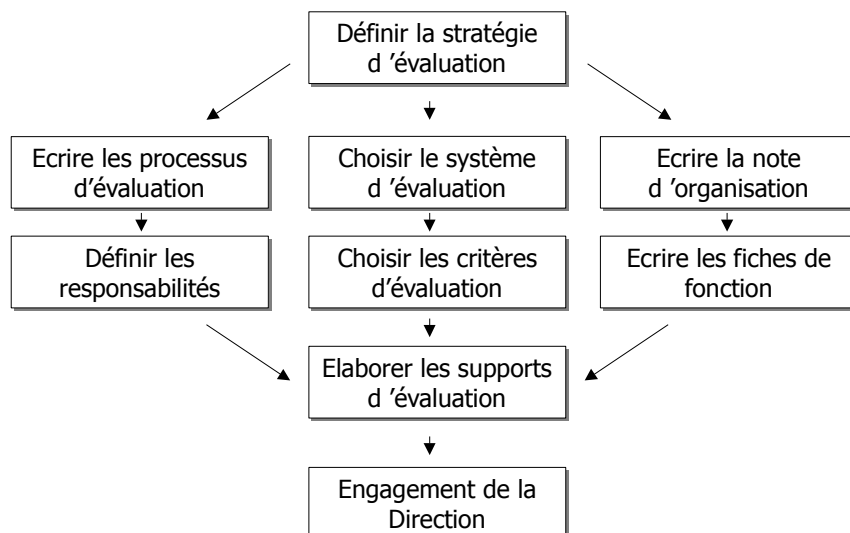 Définir la stratégie
d ’évaluation
Ecrire les processus
d’évaluation
Choisir le système
d ’évaluation
Ecrire la note
d ’organisation
Définir les
responsabilités
Choisir les critères
d’évaluation
Ecrire les fiches de
fonction
Elaborer les supports
d ’évaluation
Engagement de la
Direction